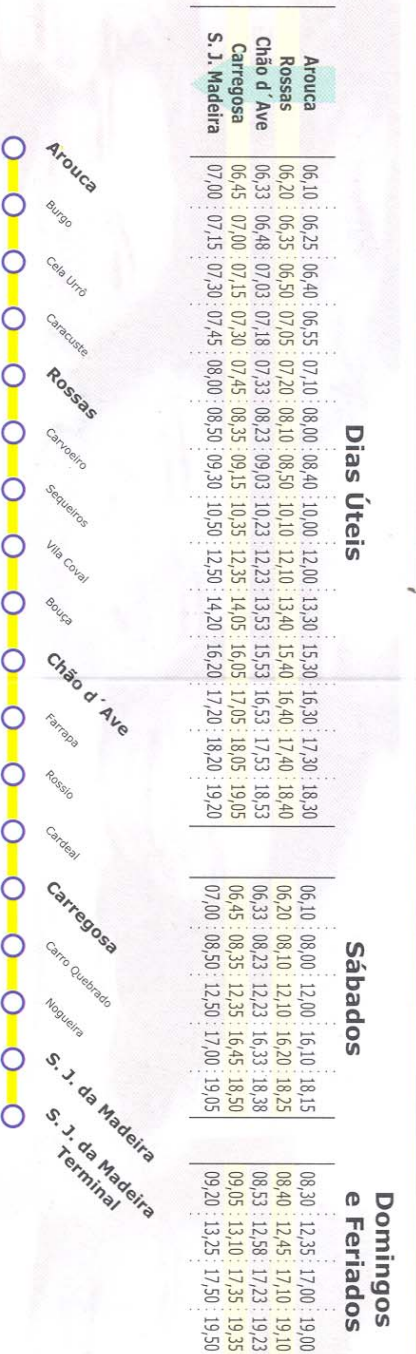 Dias Úteis Sábados Domingos
e Feriados
Arouca 06,10 06,25 06,40 06,55 07,10 08,00 08,40 10,00 12,00 13,30 15,30 16,30 17,30 18,30 06,10 08,00 12,00 16,10 18,15 08,30 12,35 17,00 19,00
Rossas 06,20 06,35 06,50 07,05 07,20 08,10 08,50 10,10 12,10 13,40 15,40 16,40 17,40 18,40 06,20 08,10 12,10 16,20 18,25 08,40 12,45 17,10 19,10
Chão d´Ave 06,33 06,48 07,03 07,18 07,33 08,23 09,03 10,23 12,23 13,53 15,53 16,53 17,53 18,53 06,33 08,23 12,23 16,33 18,38 08,53 12,58 17,23 19,23
Carregosa 06,45 07,00 07,15 07,30 07,45 08,35 09,15 10,35 12,35 14,05 16,05 17,05 18,05 19,05 06,45 08,35 12,35 16,45 18,50 09,05 13,10 17,35 19,35
S. J. Madeira 07,00 07,15 07,30 07,45 08,00 08,50 09,30 10,50 12,50 14,20 16,20 17,20 18,20 19,20 07,00 08,50 12,50 17,00 19,05 09,20 13,25 17,50 19,50
Arouca
Burgo
Cela Urrô
Caracuste
Rossas
Carvoeiro
Sequeiros
Vila Coval
Bouça
Chão d´Ave
Farrapa
Rossio
Cardeal
Carregosa
Carro Quebrado
Nogueira
S. J. da Madeira
S. J. da Madeira
Terminal